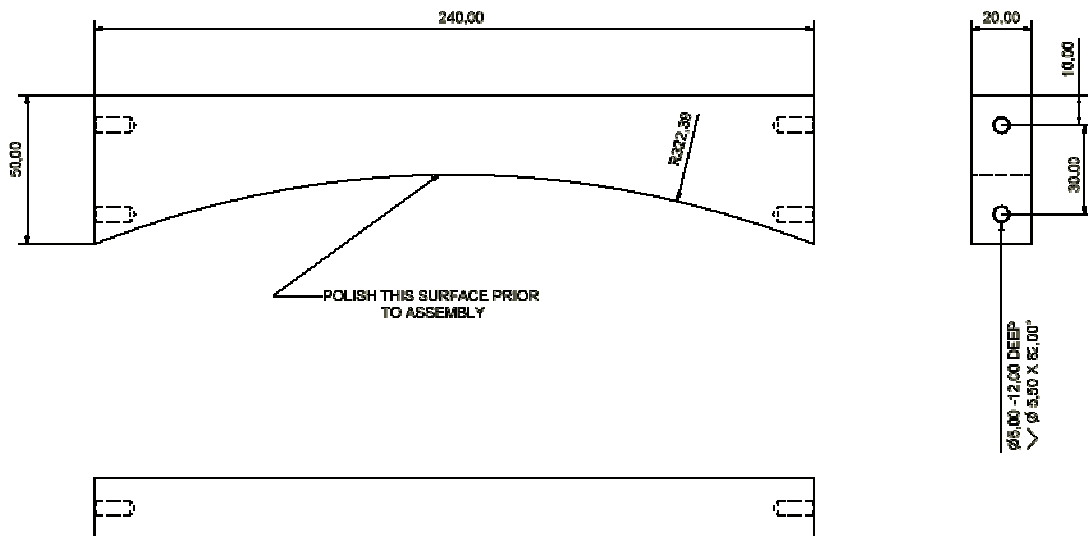 240,00
20,00
10,00
50,00
R322,39
30,00
POLISH THIS SURFACE PRIOR
TO ASSEMBLY
Ø5,00 -12,00 DEEP
Ø 5,50 X 82,00°